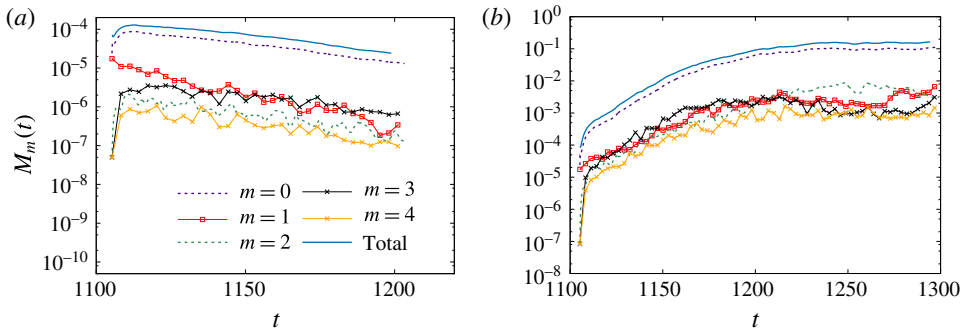 (a)
10⁻⁴
10⁻⁵
10⁻⁶
10⁻⁷
10⁻⁸
10⁻⁹
10⁻¹⁰
M_m(t)
m = 0
m = 1
m = 2
m = 3
m = 4
Total
1100
1150
1200
t
(b)
10⁰
10⁻¹
10⁻²
10⁻³
10⁻⁴
10⁻⁵
10⁻⁶
10⁻⁷
10⁻⁸
1100
1150
1200
1250
1300
t